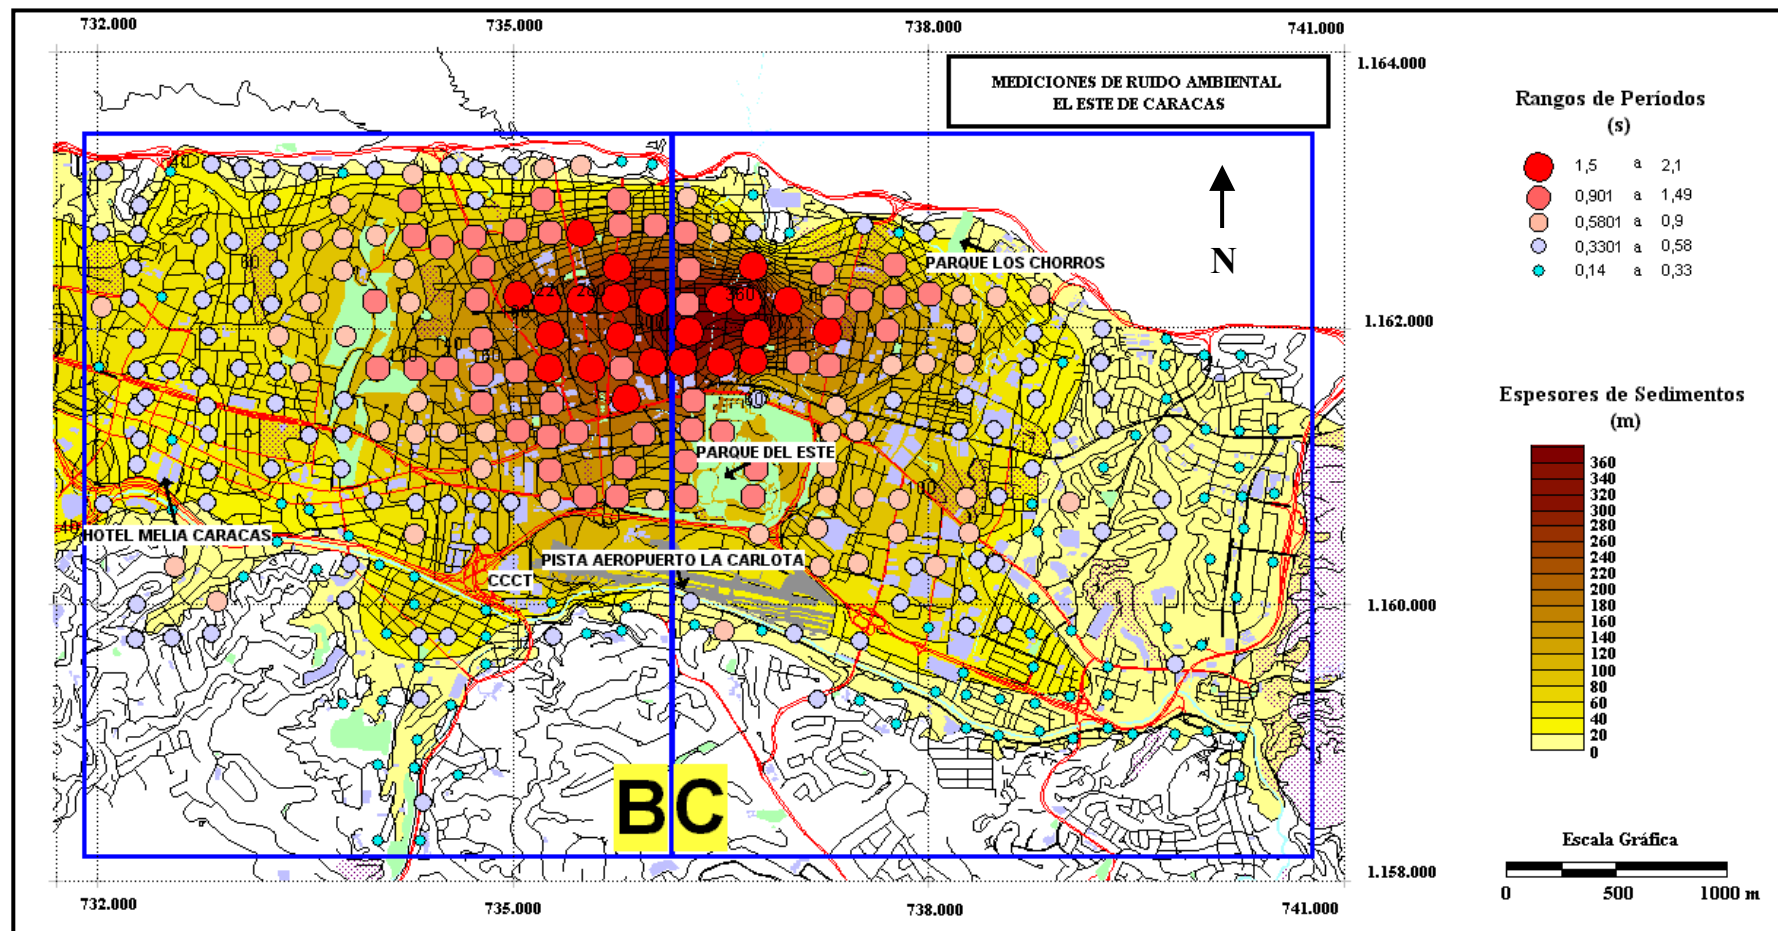 732.000
735.000
738.000
741.000
1.164.000
MEDICIONES DE RUIDO AMBIENTAL
EL ESTE DE CARACAS
N
PARQUE LOS CHORROS
1.162.000
PARQUE DEL ESTE
HOTEL MELIA CARACAS
PISTA AEROPUERTO LA CARLOTA
CCCT
1.160.000
B C
1.158.000
732.000
735.000
738.000
741.000
Rangos de Períodos
(s)
1,5 a 2,1
0,901 a 1,49
0,5801 a 0,9
0,3301 a 0,58
0,14 a 0,33
Espesores de Sedimentos
(m)
360
340
320
300
280
260
240
220
200
180
160
140
120
100
80
60
40
20
0
Escala Gráfica
0 500 1000 m